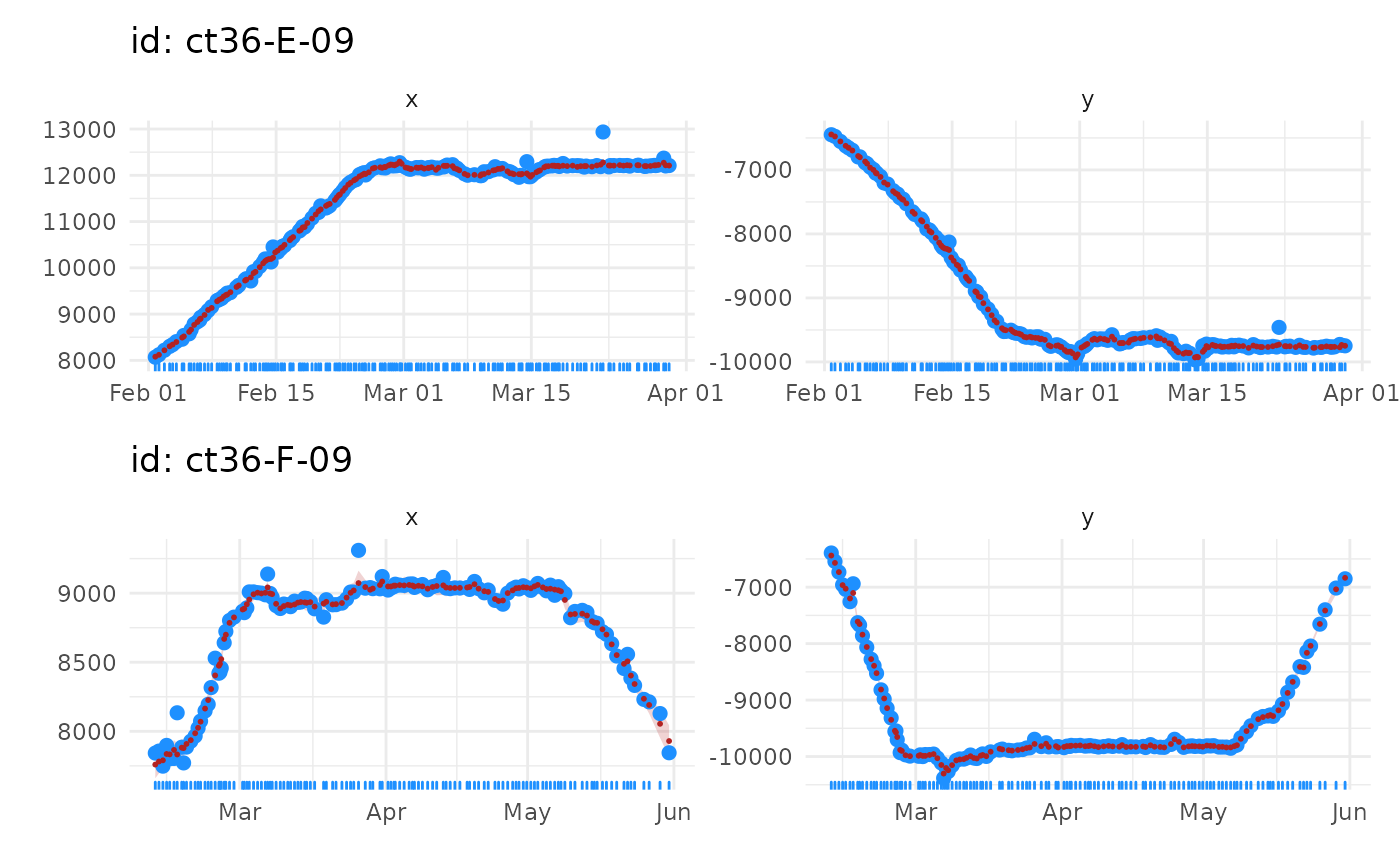 id: ct36-E-09
x
y
13000
12000
11000
10000
9000
8000
-7000
-8000
-9000
-10000
Feb 01 Feb 15 Mar 01 Mar 15 Apr 01
Feb 01 Feb 15 Mar 01 Mar 15 Apr 01
id: ct36-F-09
x
y
9000
8500
8000
-7000
-8000
-9000
-10000
Mar Apr May Jun
Mar Apr May Jun